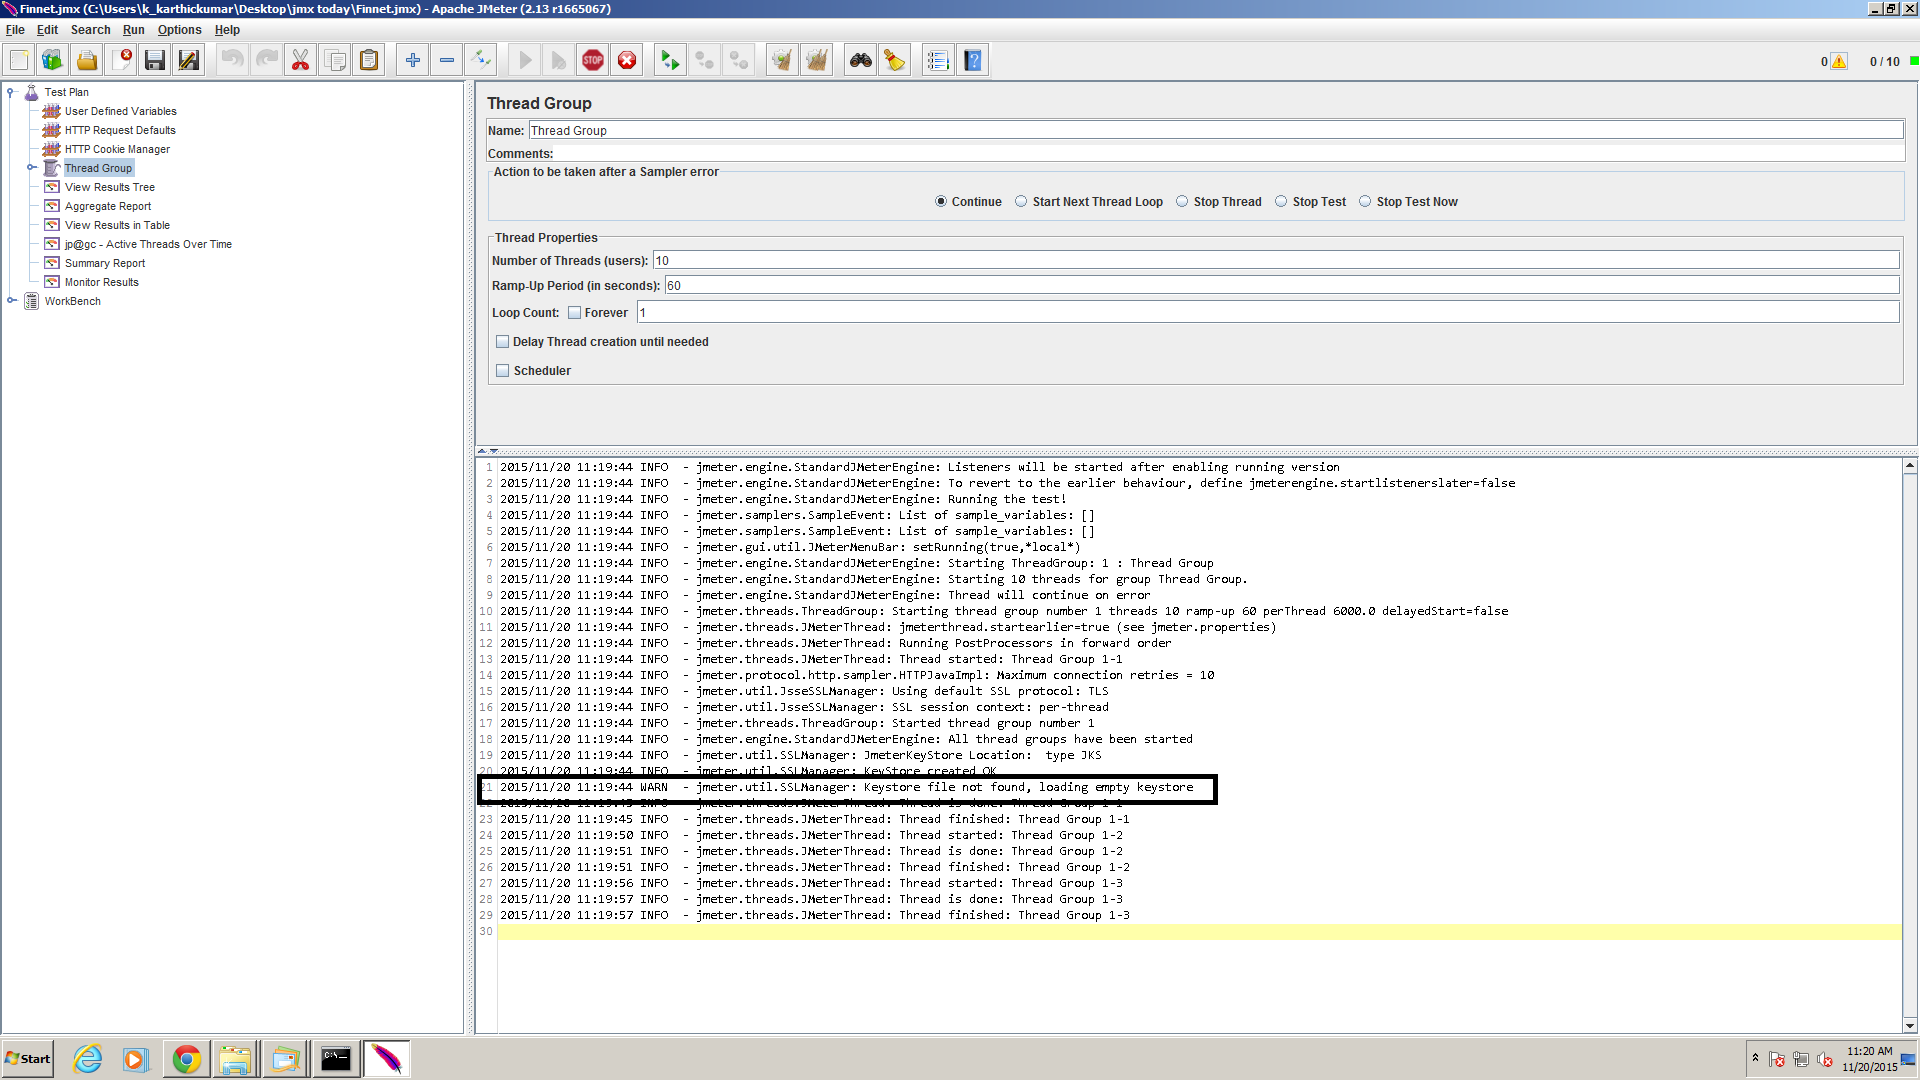 Finnet.jmx (C:\Users\k_karthickumar\Desktop\jmx today\Finnet.jmx) - Apache JMeter (2.13 r1665067)
File Edit Search Run Options Help
STOP
0
0 / 10
Test Plan
User Defined Variables
HTTP Request Defaults
HTTP Cookie Manager
Thread Group
View Results Tree
Aggregate Report
View Results in Table
jp@gc - Active Threads Over Time
Summary Report
Monitor Results
WorkBench
Thread Group
Name: Thread Group
Comments:
Action to be taken after a Sampler error
Continue Start Next Thread Loop Stop Thread Stop Test Stop Test Now
Thread Properties
Number of Threads (users): 10
Ramp-Up Period (in seconds): 60
Loop Count: Forever 1
Delay Thread creation until needed
Scheduler
1 2015/11/20 11:19:44 INFO - jmeter.engine.StandardJMeterEngine: Listeners will be started after enabling running version
2 2015/11/20 11:19:44 INFO - jmeter.engine.StandardJMeterEngine: To revert to the earlier behaviour, define jmeterengine.startlistenerslater=false
3 2015/11/20 11:19:44 INFO - jmeter.engine.StandardJMeterEngine: Running the test!
4 2015/11/20 11:19:44 INFO - jmeter.samplers.SampleEvent: List of sample_variables: []
5 2015/11/20 11:19:44 INFO - jmeter.samplers.SampleEvent: List of sample_variables: []
6 2015/11/20 11:19:44 INFO - jmeter.gui.util.JMeterMenuBar: setRunning(true,*local*)
7 2015/11/20 11:19:44 INFO - jmeter.engine.StandardJMeterEngine: Starting ThreadGroup: 1 : Thread Group
8 2015/11/20 11:19:44 INFO - jmeter.engine.StandardJMeterEngine: Starting 10 threads for group Thread Group.
9 2015/11/20 11:19:44 INFO - jmeter.engine.StandardJMeterEngine: Thread will continue on error
10 2015/11/20 11:19:44 INFO - jmeter.threads.ThreadGroup: Starting thread group number 1 threads 10 ramp-up 60 perThread 6000.0 delayedStart=false
11 2015/11/20 11:19:44 INFO - jmeter.threads.JMeterThread: jmeterthread.startearlier=true (see jmeter.properties)
12 2015/11/20 11:19:44 INFO - jmeter.threads.JMeterThread: Running PostProcessors in forward order
13 2015/11/20 11:19:44 INFO - jmeter.threads.JMeterThread: Thread started: Thread Group 1-1
14 2015/11/20 11:19:44 INFO - jmeter.protocol.http.sampler.HTTPJavaImpl: Maximum connection retries = 10
15 2015/11/20 11:19:44 INFO - jmeter.util.JsseSSLManager: Using default SSL protocol: TLS
16 2015/11/20 11:19:44 INFO - jmeter.util.JsseSSLManager: SSL session context: per-thread
17 2015/11/20 11:19:44 INFO - jmeter.threads.ThreadGroup: Started thread group number 1
18 2015/11/20 11:19:44 INFO - jmeter.engine.StandardJMeterEngine: All thread groups have been started
19 2015/11/20 11:19:44 INFO - jmeter.util.SSLManager: JmeterKeyStore Location: type JKS
20 2015/11/20 11:19:44 INFO - jmeter.util.SSLManager: KeyStore created OK
21 2015/11/20 11:19:44 WARN - jmeter.util.SSLManager: Keystore file not found, loading empty keystore
22 2015/11/20 11:19:45 INFO - jmeter.threads.JMeterThread: Thread is done: Thread Group 1-1
23 2015/11/20 11:19:45 INFO - jmeter.threads.JMeterThread: Thread finished: Thread Group 1-1
24 2015/11/20 11:19:50 INFO - jmeter.threads.JMeterThread: Thread started: Thread Group 1-2
25 2015/11/20 11:19:51 INFO - jmeter.threads.JMeterThread: Thread is done: Thread Group 1-2
26 2015/11/20 11:19:51 INFO - jmeter.threads.JMeterThread: Thread finished: Thread Group 1-2
27 2015/11/20 11:19:56 INFO - jmeter.threads.JMeterThread: Thread started: Thread Group 1-3
28 2015/11/20 11:19:57 INFO - jmeter.threads.JMeterThread: Thread is done: Thread Group 1-3
29 2015/11/20 11:19:57 INFO - jmeter.threads.JMeterThread: Thread finished: Thread Group 1-3
30
Start
C:\.
11:20 AM
11/20/2015